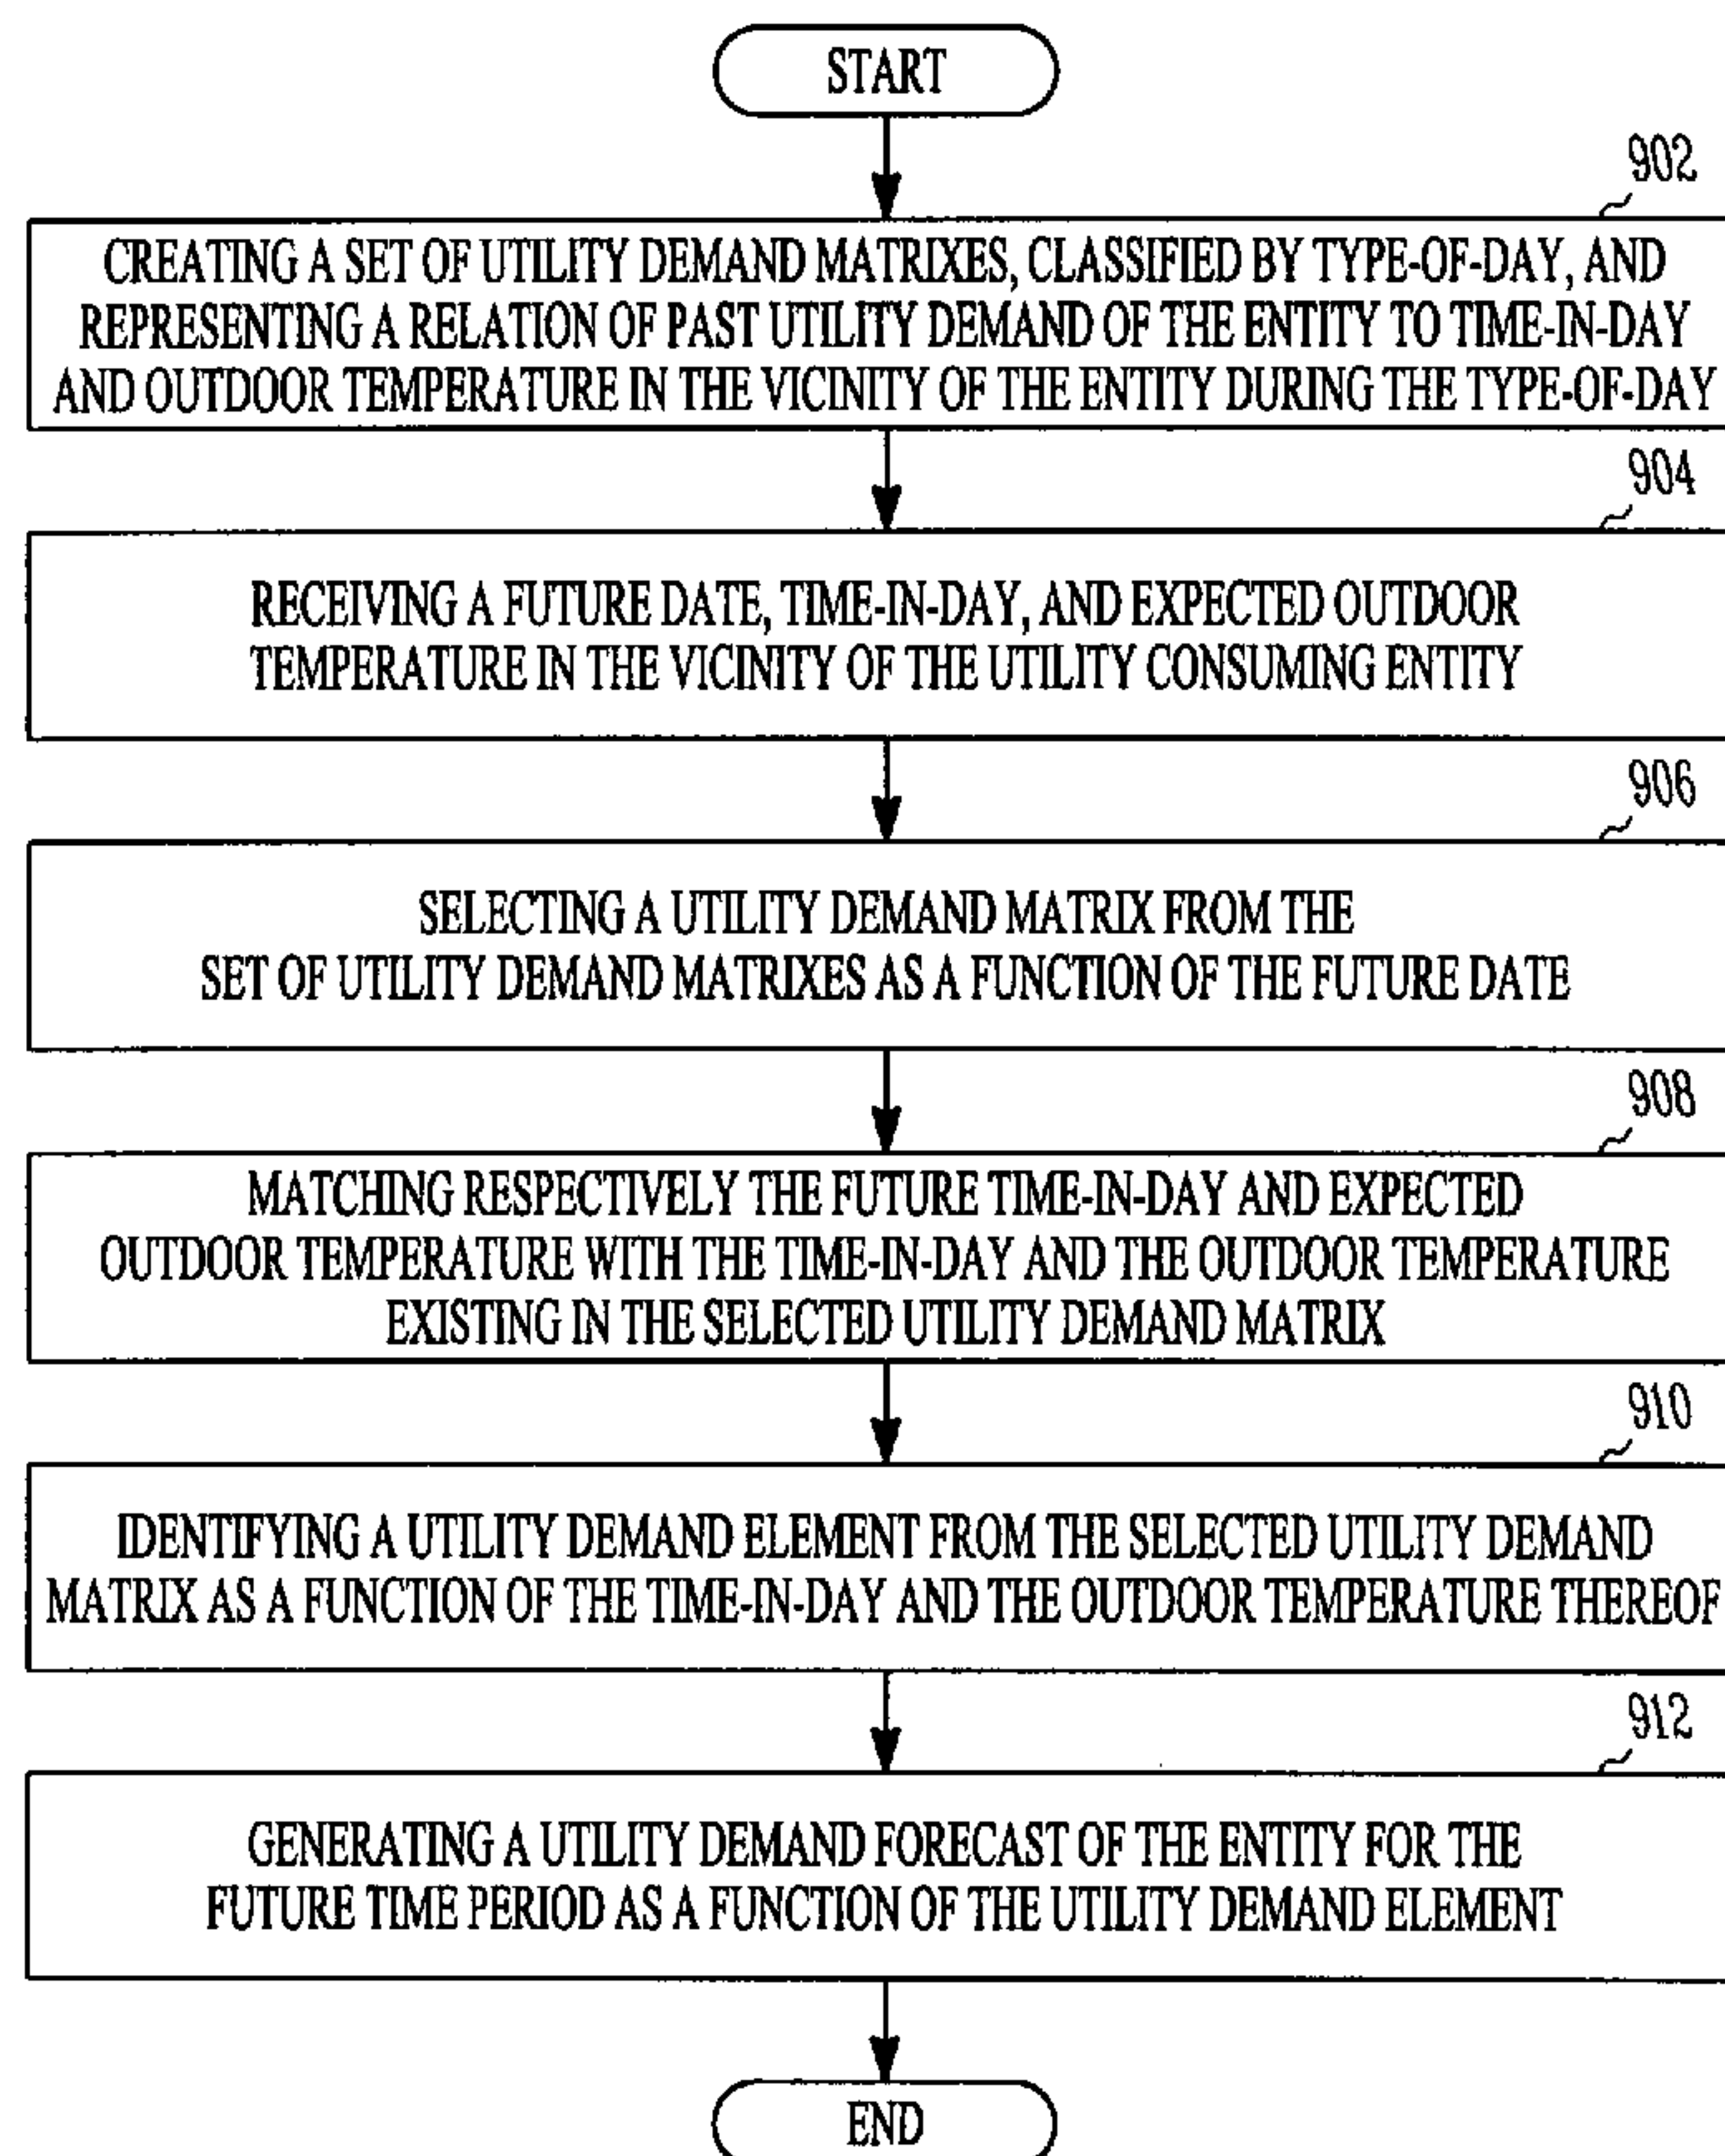 START
902
CREATING A SET OF UTILITY DEMAND MATRIXES, CLASSIFIED BY TYPE-OF-DAY, AND
REPRESENTING A RELATION OF PAST UTILITY DEMAND OF THE ENTITY TO TIME-IN-DAY
AND OUTDOOR TEMPERATURE IN THE VICINITY OF THE ENTITY DURING THE TYPE-OF-DAY
904
RECEIVING A FUTURE DATE, TIME-IN-DAY, AND EXPECTED OUTDOOR
TEMPERATURE IN THE VICINITY OF THE UTILITY CONSUMING ENTITY
906
SELECTING A UTILITY DEMAND MATRIX FROM THE
SET OF UTILITY DEMAND MATRIXES AS A FUNCTION OF THE FUTURE DATE
908
MATCHING RESPECTIVELY THE FUTURE TIME-IN-DAY AND EXPECTED
OUTDOOR TEMPERATURE WITH THE TIME-IN-DAY AND THE OUTDOOR TEMPERATURE
EXISTING IN THE SELECTED UTILITY DEMAND MATRIX
910
IDENTIFYING A UTILITY DEMAND ELEMENT FROM THE SELECTED UTILITY DEMAND
MATRIX AS A FUNCTION OF THE TIME-IN-DAY AND THE OUTDOOR TEMPERATURE THEREOF
912
GENERATING A UTILITY DEMAND FORECAST OF THE ENTITY FOR THE
FUTURE TIME PERIOD AS A FUNCTION OF THE UTILITY DEMAND ELEMENT
END